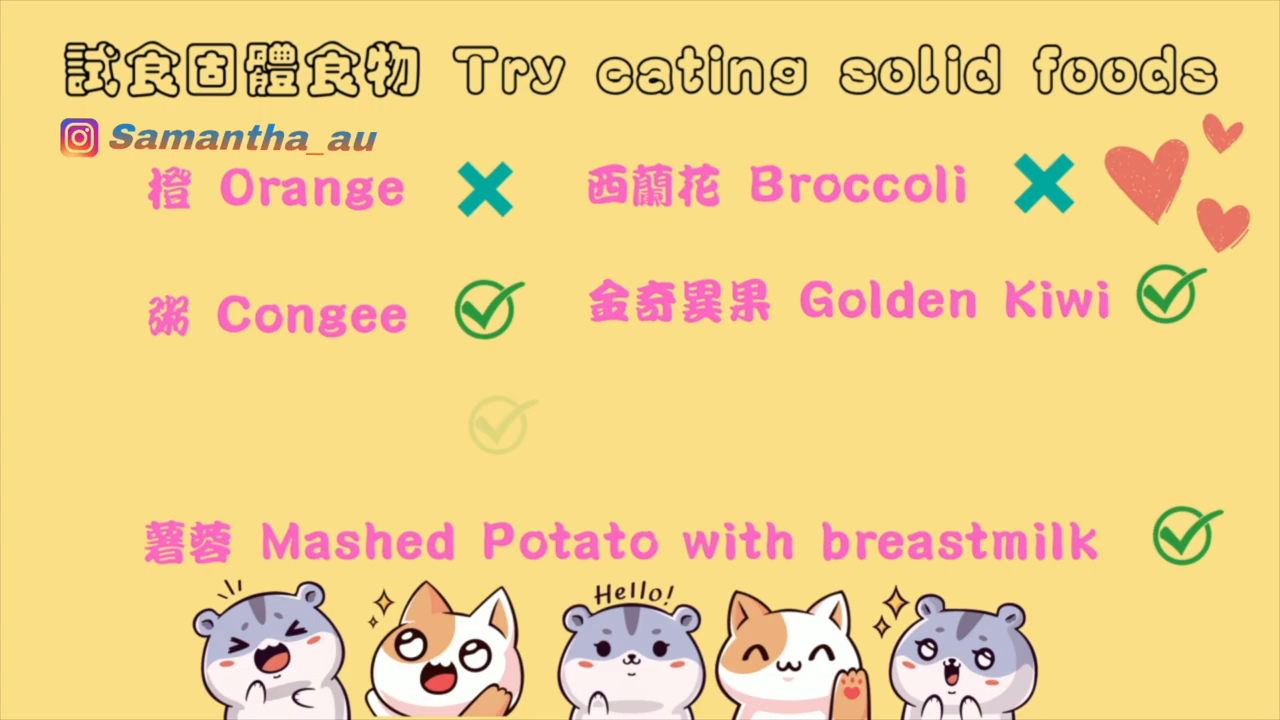 試食固體食物 Try eating solid foods
Samantha_au
橙 Orange
西蘭花 Broccoli
粥 Congee
金奇異果 Golden Kiwi
薯蓉 Mashed Potato with breastmilk
Hello!